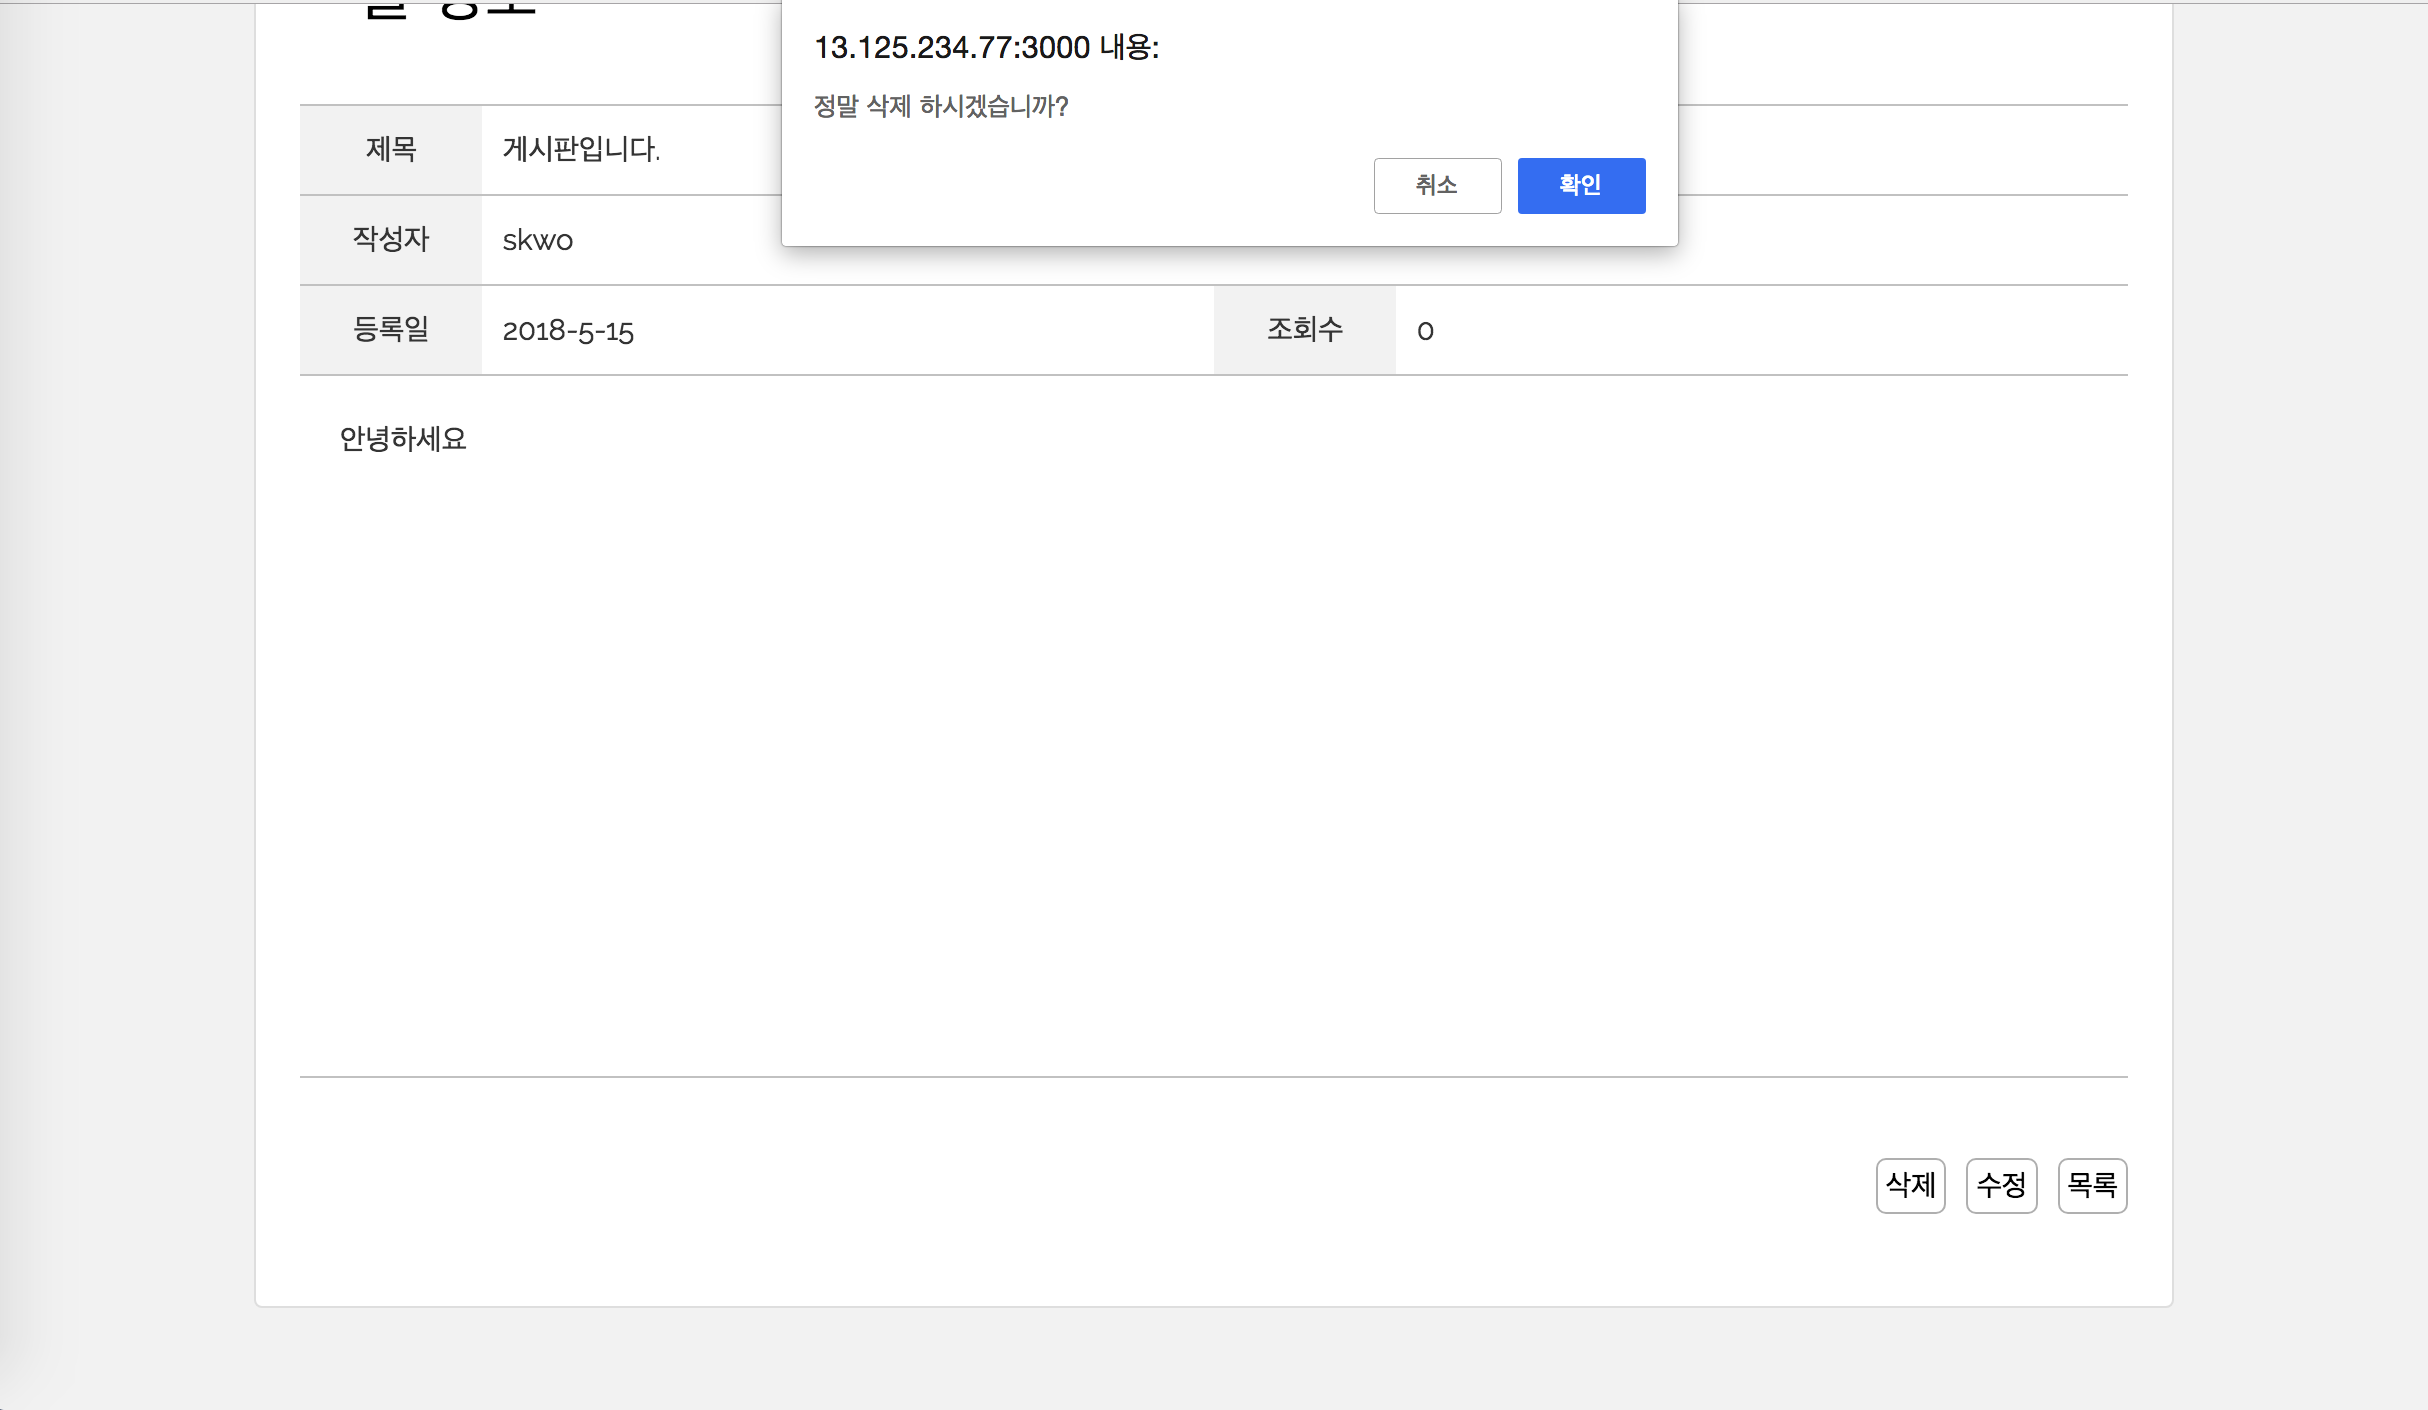 13.125.234.77:3000 내용:
정말 삭제 하시겠습니까?
취소 확인
제목 게시판입니다.
작성자 skwo
등록일 2018-5-15 조회수 0
안녕하세요
삭제 수정 목록